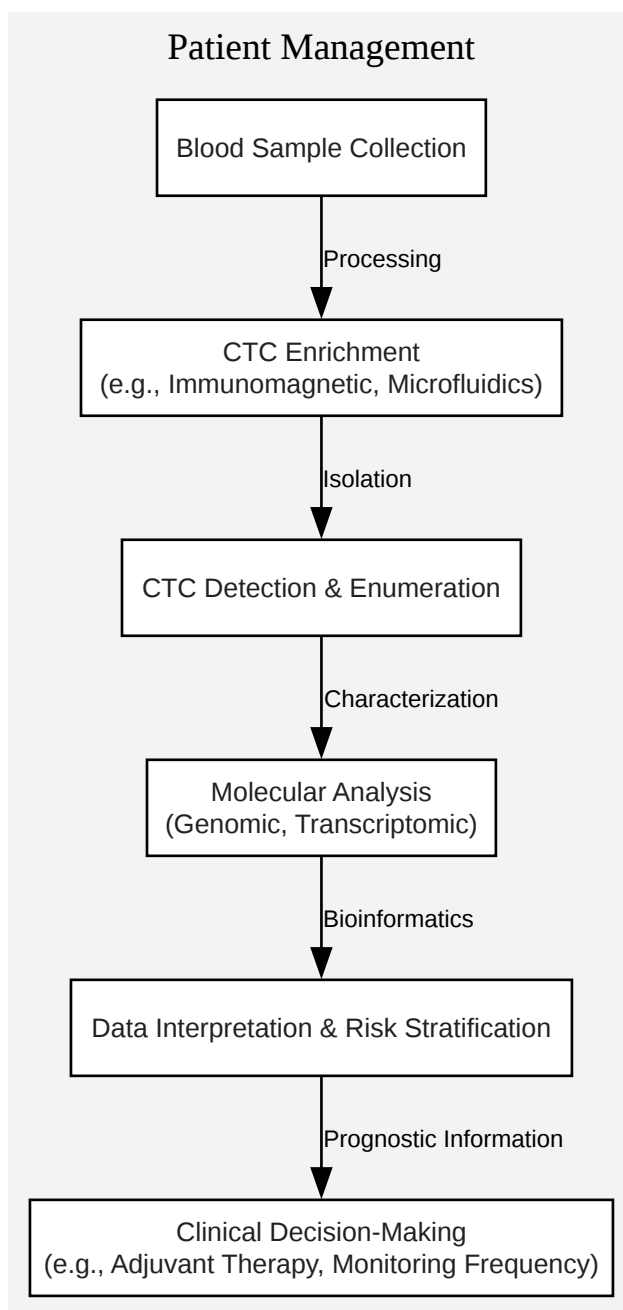 Patient Management
Blood Sample Collection
Processing
CTC Enrichment
(e.g., Immunomagnetic, Microfluidics)
Isolation
CTC Detection & Enumeration
Characterization
Molecular Analysis
(Genomic, Transcriptomic)
Bioinformatics
Data Interpretation & Risk Stratification
Prognostic Information
Clinical Decision-Making
(e.g., Adjuvant Therapy, Monitoring Frequency)